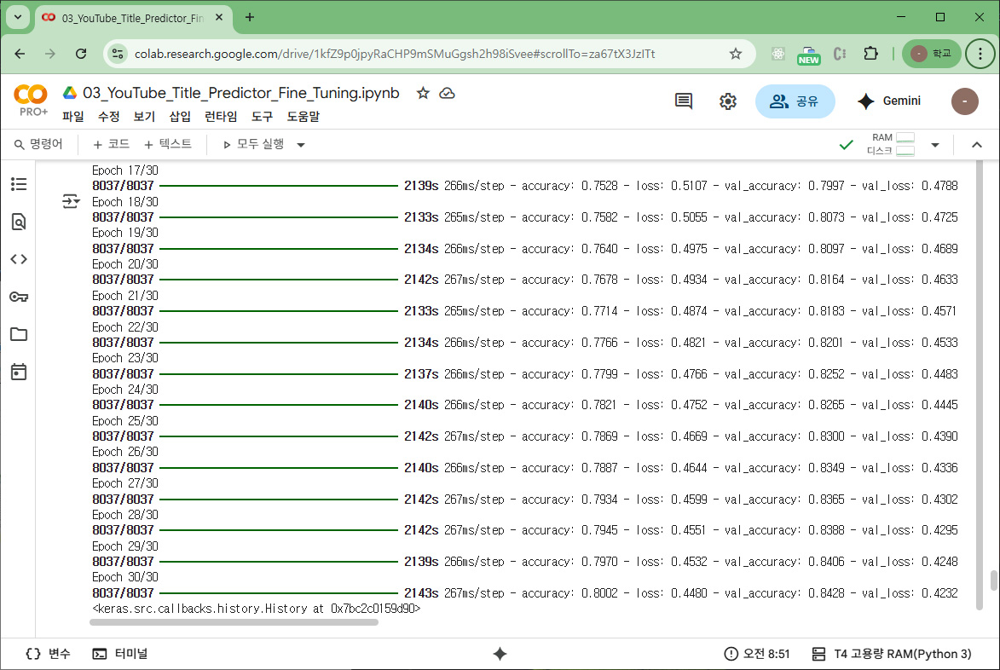 03_YouTube_Title_Predictor_Fin
colab.research.google.com/drive/1kfZ9p0jpyRaCHP9mSMuGgsh2h98iSvee#scrollTo=za67tX3JzITt
NEW
학교
PRO+
03_YouTube_Title_Predictor_Fine_Tuning.ipynb
파일 수정 보기 삽입 런타임 도구 도움말
공유
Gemini
명령어 + 코드 + 텍스트 모두 실행
RAM
디스크
Epoch 17/30
8037/8037 2139s 266ms/step - accuracy: 0.7528 - loss: 0.5107 - val_accuracy: 0.7997 - val_loss: 0.4788
Epoch 18/30
8037/8037 2133s 265ms/step - accuracy: 0.7582 - loss: 0.5055 - val_accuracy: 0.8073 - val_loss: 0.4725
Epoch 19/30
8037/8037 2134s 266ms/step - accuracy: 0.7640 - loss: 0.4975 - val_accuracy: 0.8097 - val_loss: 0.4689
Epoch 20/30
8037/8037 2142s 267ms/step - accuracy: 0.7678 - loss: 0.4934 - val_accuracy: 0.8164 - val_loss: 0.4633
Epoch 21/30
8037/8037 2133s 265ms/step - accuracy: 0.7714 - loss: 0.4874 - val_accuracy: 0.8183 - val_loss: 0.4571
Epoch 22/30
8037/8037 2134s 266ms/step - accuracy: 0.7766 - loss: 0.4821 - val_accuracy: 0.8201 - val_loss: 0.4533
Epoch 23/30
8037/8037 2137s 266ms/step - accuracy: 0.7799 - loss: 0.4766 - val_accuracy: 0.8252 - val_loss: 0.4483
Epoch 24/30
8037/8037 2140s 266ms/step - accuracy: 0.7821 - loss: 0.4752 - val_accuracy: 0.8265 - val_loss: 0.4445
Epoch 25/30
8037/8037 2142s 267ms/step - accuracy: 0.7869 - loss: 0.4669 - val_accuracy: 0.8300 - val_loss: 0.4390
Epoch 26/30
8037/8037 2140s 266ms/step - accuracy: 0.7887 - loss: 0.4644 - val_accuracy: 0.8349 - val_loss: 0.4336
Epoch 27/30
8037/8037 2142s 267ms/step - accuracy: 0.7934 - loss: 0.4599 - val_accuracy: 0.8365 - val_loss: 0.4302
Epoch 28/30
8037/8037 2142s 267ms/step - accuracy: 0.7945 - loss: 0.4551 - val_accuracy: 0.8388 - val_loss: 0.4295
Epoch 29/30
8037/8037 2139s 266ms/step - accuracy: 0.7970 - loss: 0.4532 - val_accuracy: 0.8406 - val_loss: 0.4248
Epoch 30/30
8037/8037 2143s 267ms/step - accuracy: 0.8002 - loss: 0.4480 - val_accuracy: 0.8428 - val_loss: 0.4232
<keras.src.callbacks.history.History at 0x7bc2c0159d90>
변수 터미널 오전 8:51 T4 고용량 RAM(Python 3)